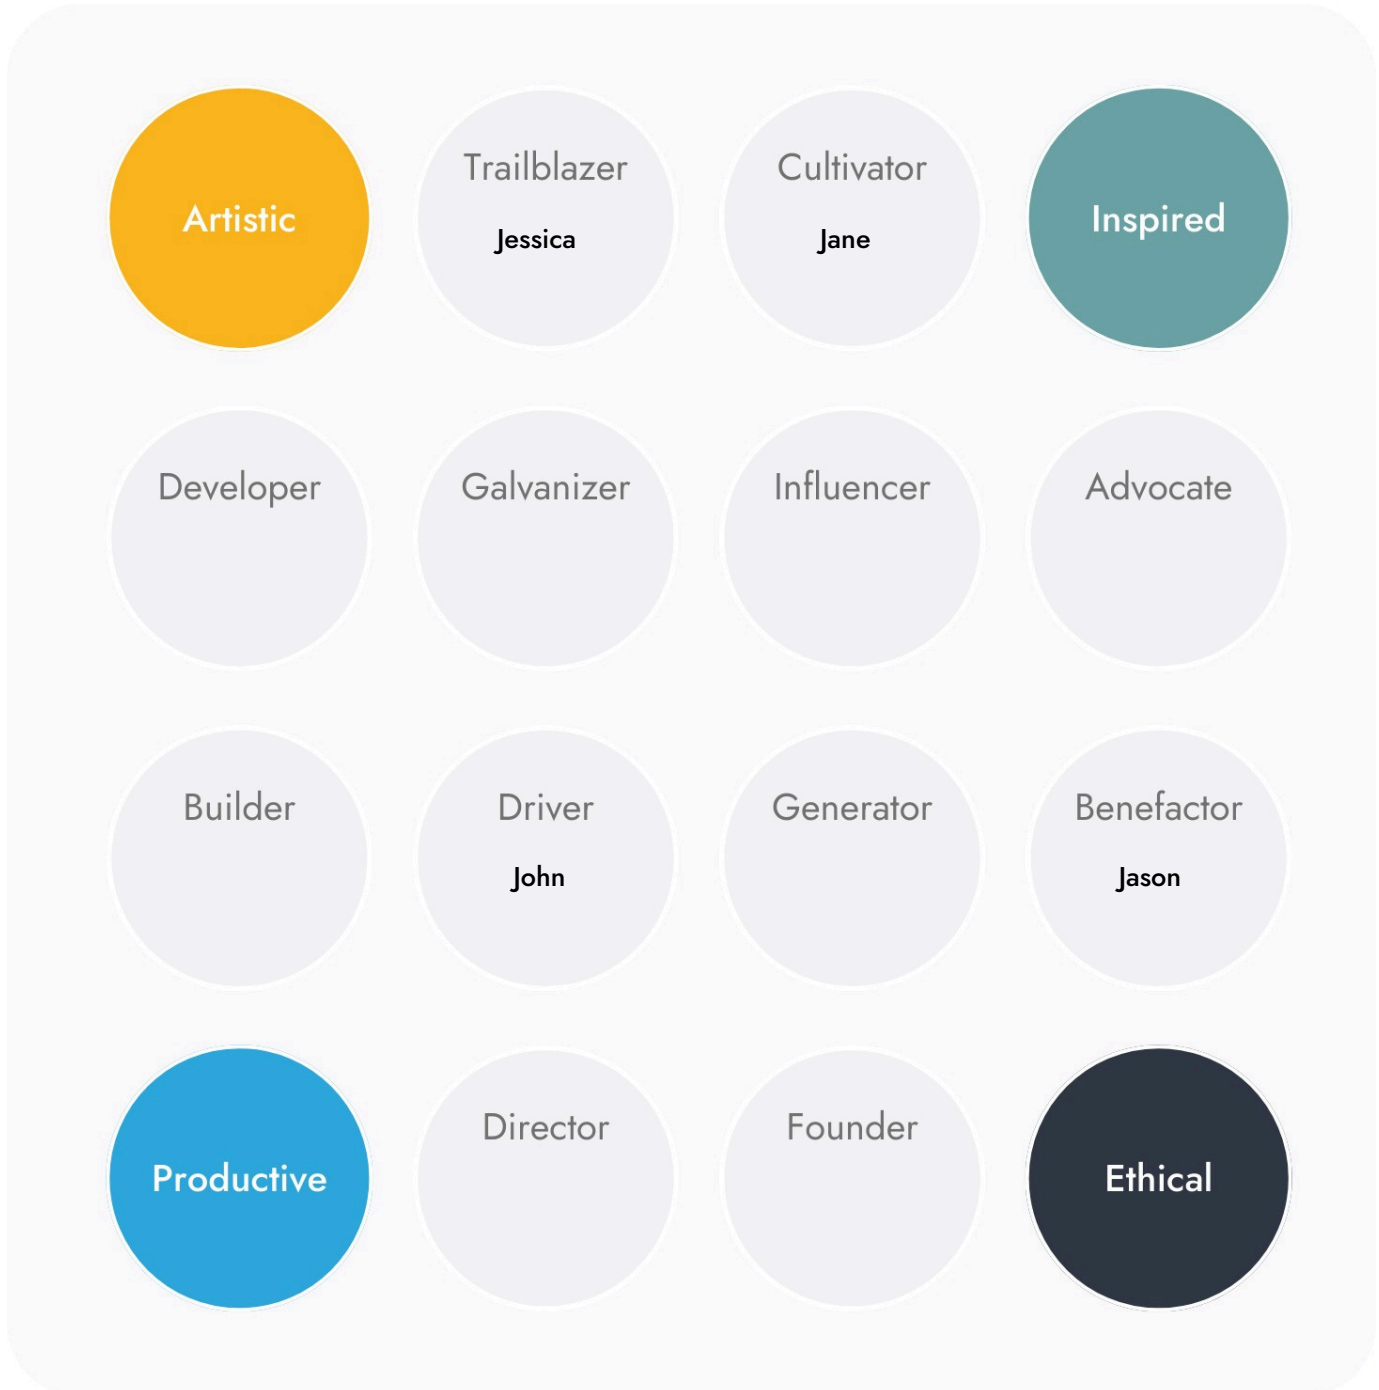 Artistic
Trailblazer
Jessica
Cultivator
Jane
Inspired
Developer
Galvanizer
Influencer
Advocate
Builder
Driver
John
Generator
Benefactor
Jason
Productive
Director
Founder
Ethical